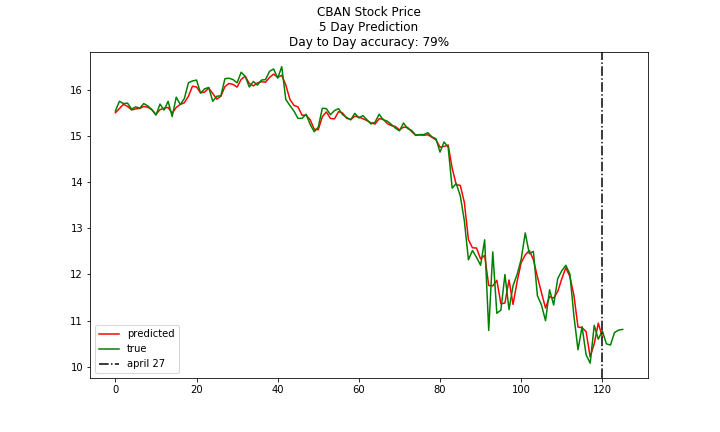 CBAN Stock Price
5 Day Prediction
Day to Day accuracy: 79%
16
15
14
13
12
11
10
predicted
true
april 27
0 20 40 60 80 100 120